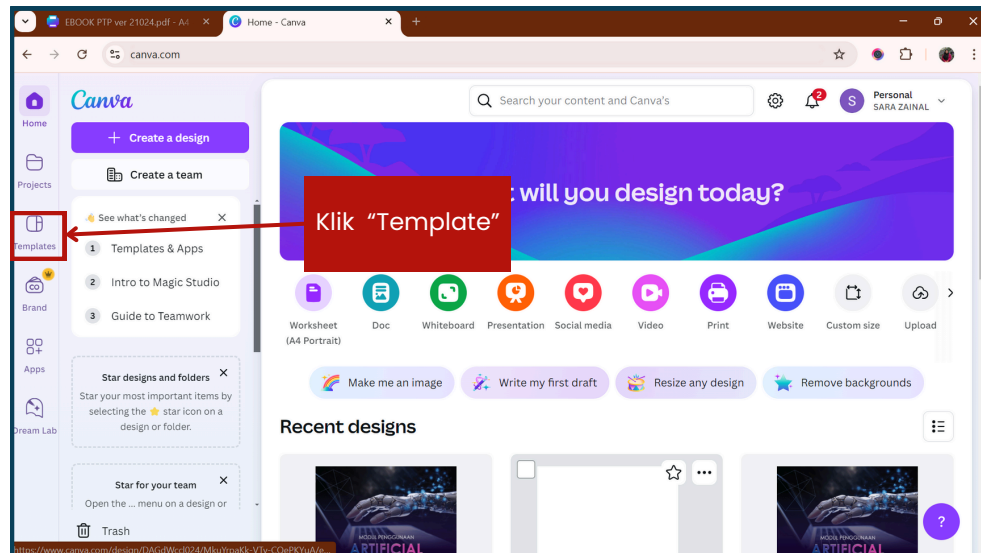 EBOOK PTP ver 21024.pdf - A4
Home - Canva
canva.com
Home
Projects
Templates
Brand
Apps
Dream Lab
Canva
+ Create a design
Create a team
See what's changed
1 Templates & Apps
2 Intro to Magic Studio
3 Guide to Teamwork
Star designs and folders
Star your most important items by
selecting the ⭐ star icon on a
design or folder.
Star for your team
Open the ... menu on a design or
Trash
Search your content and Canva's
2
S
Personal
SARA ZAINAL
will you design today?
Klik "Template"
Worksheet
(A4 Portrait)
Doc
Whiteboard
Presentation
Social media
Video
Print
Website
Custom size
Upload
Make me an image
Write my first draft
Resize any design
Remove backgrounds
Recent designs
MODUL PENGGUNAAN
ARTIFICIAL
MODUL PENGGUNAAN
ARTIFICIAL
?